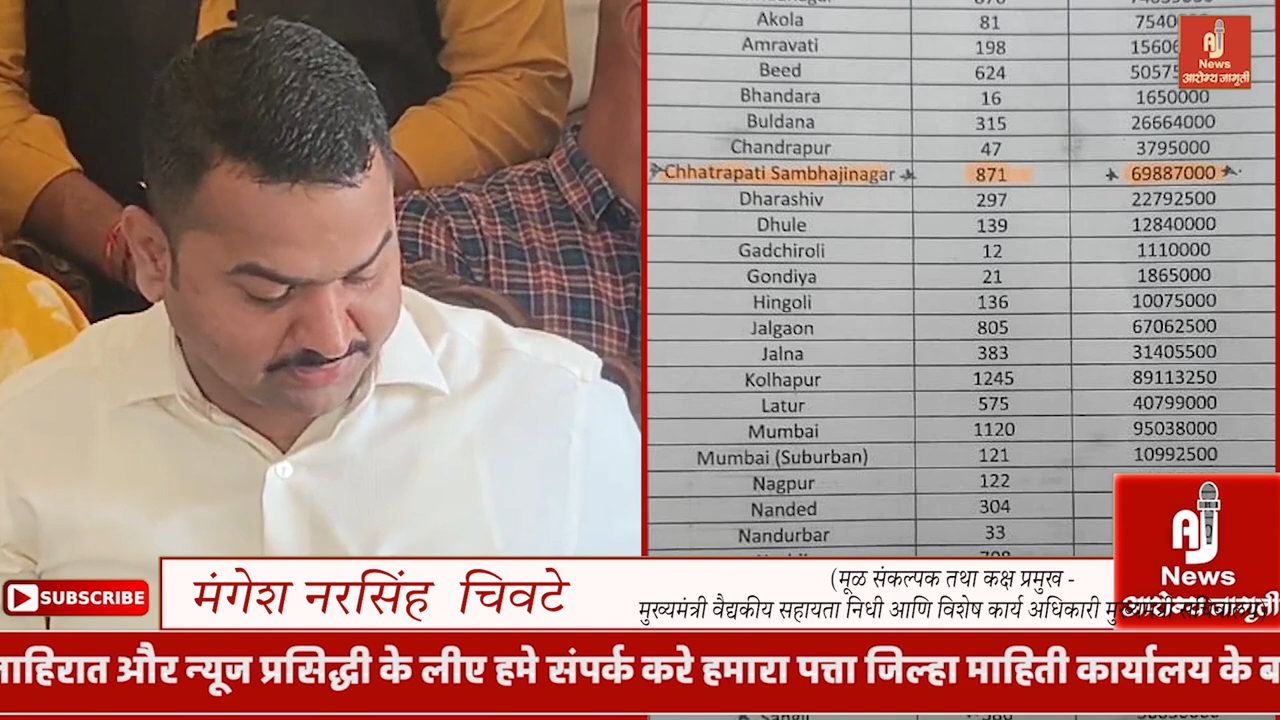 Akola 81
Amravati 198
Beed 624
Bhandara 16 1650000
Buldana 315 26664000
Chandrapur 47 3795000
Chhatrapati Sambhajinagar 871 69887000
Dharashiv 297 22792500
Dhule 139 12840000
Gadchiroli 12 1110000
Gondiya 21 1865000
Hingoli 136 10075000
Jalgaon 805 67062500
Jalna 383 31405500
Kolhapur 1245 89113250
Latur 575 40799000
Mumbai 1120 95038000
Mumbai (Suburban) 121 10992500
Nagpur 122
Nanded 304
Nandurbar 33
AJ
News
आरोग्य जागृती
SUBSCRIBE
मंगेश नरसिंह चिवटे
(मूळ संकल्पक तथा कक्ष प्रमुख -
मुख्यमंत्री वैद्यकीय सहायता निधी आणि विशेष कार्य अधिकारी
AJ
News
आरोग्य जागृती
और न्यूज प्रसिद्धी के लीए हमे संपर्क करे हमारा पत्ता जिल्हा माहिती कार्यालय के